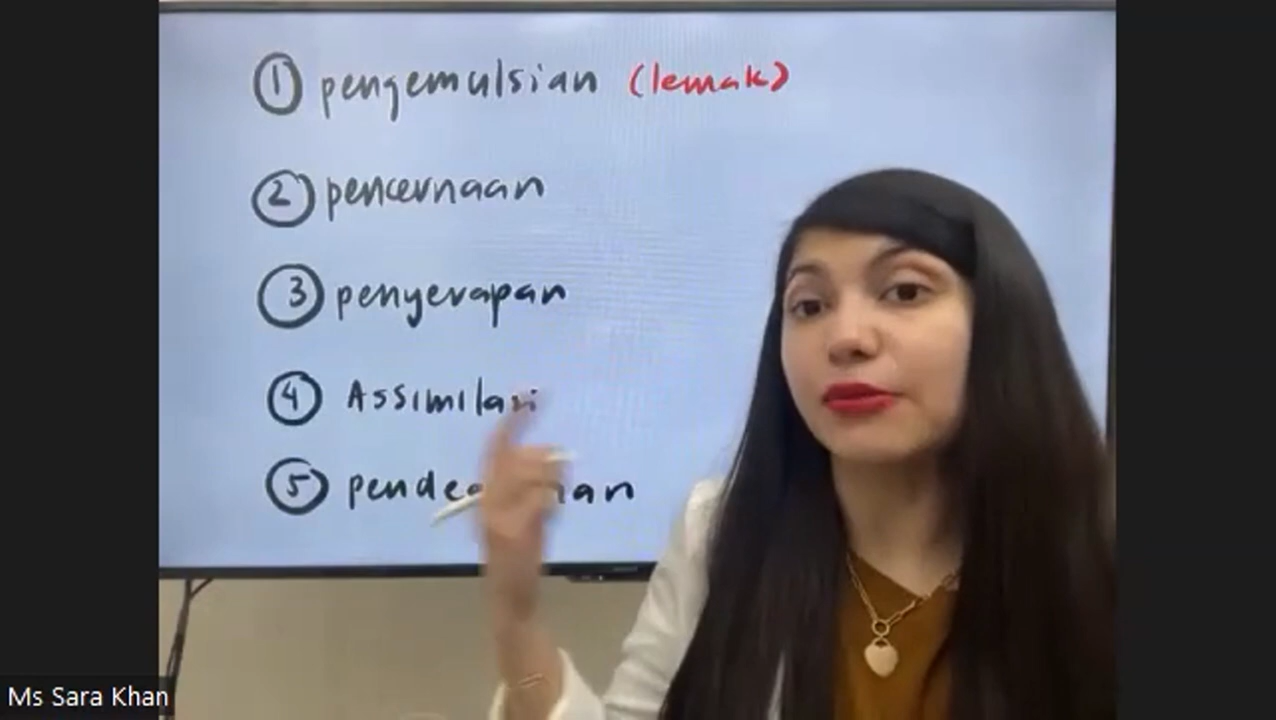 ① pengemulsian (lemak)
② pencernaan
③ penyerapan
④ Assimilasi
⑤
Ms Sara Khan